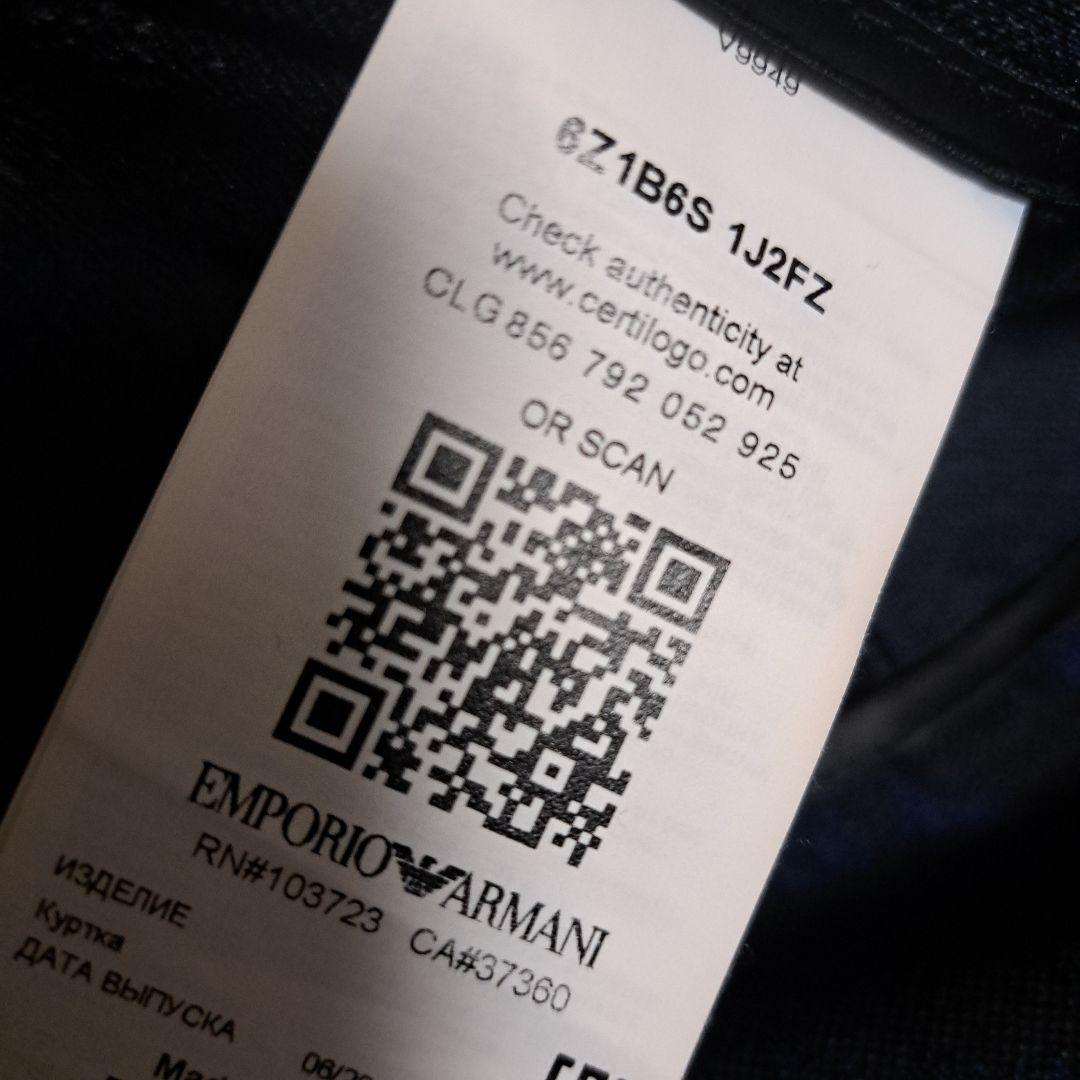 V9949
6Z1B6S 1J2FZ
Check authenticity at
www.certilogo.com
CLG 856 792 052 925
OR SCAN
EMPORIO ARMANI
RN#103723 CA#37360
ИЗДЕЛИЕ
Куртка
ДАТА ВЫПУСКА